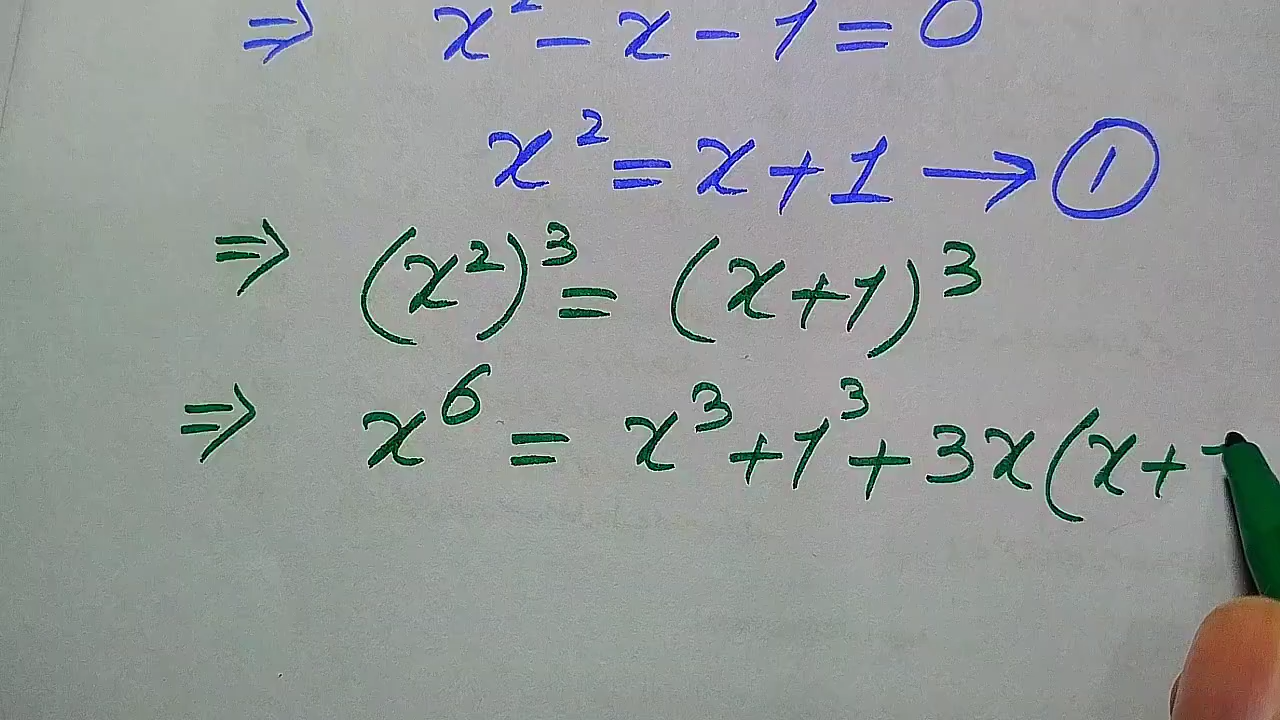 ⇒ x² - x - 1 = 0
x² = x + 1 → ①
⇒ (x²)³ = (x + 1)³
⇒ x⁶ = x³ + 1³ + 3x(x +